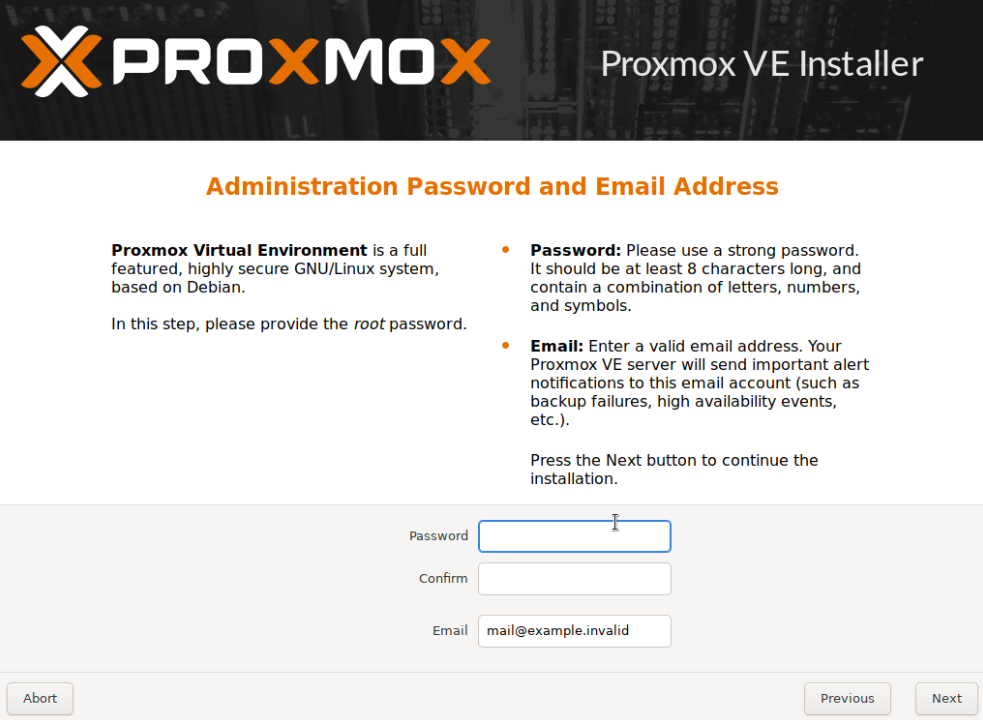 PROXMOX
Proxmox VE Installer
Administration Password and Email Address
Proxmox Virtual Environment is a full
featured, highly secure GNU/Linux system,
based on Debian.
In this step, please provide the root password.
Password: Please use a strong password.
It should be at least 8 characters long, and
contain a combination of letters, numbers,
and symbols.
Email: Enter a valid email address. Your
Proxmox VE server will send important alert
notifications to this email account (such as
backup failures, high availability events,
etc.).
Press the Next button to continue the
installation.
Password
Confirm
Email
mail@example.invalid
Abort
Previous
Next